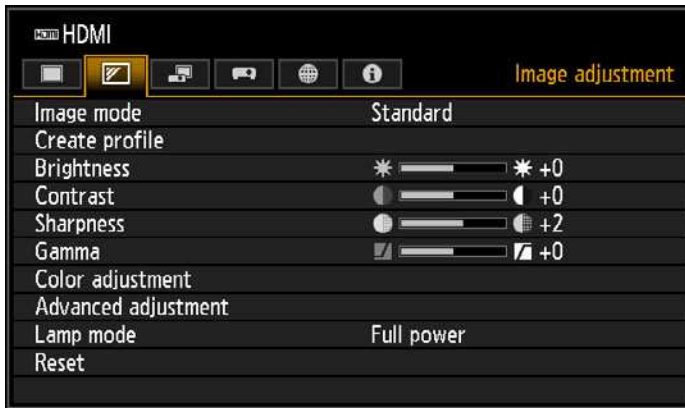 HDMI HDMI
Image adjustment
Image mode Standard
Create profile
Brightness +0
Contrast +0
Sharpness +2
Gamma +0
Color adjustment
Advanced adjustment
Lamp mode Full power
Reset